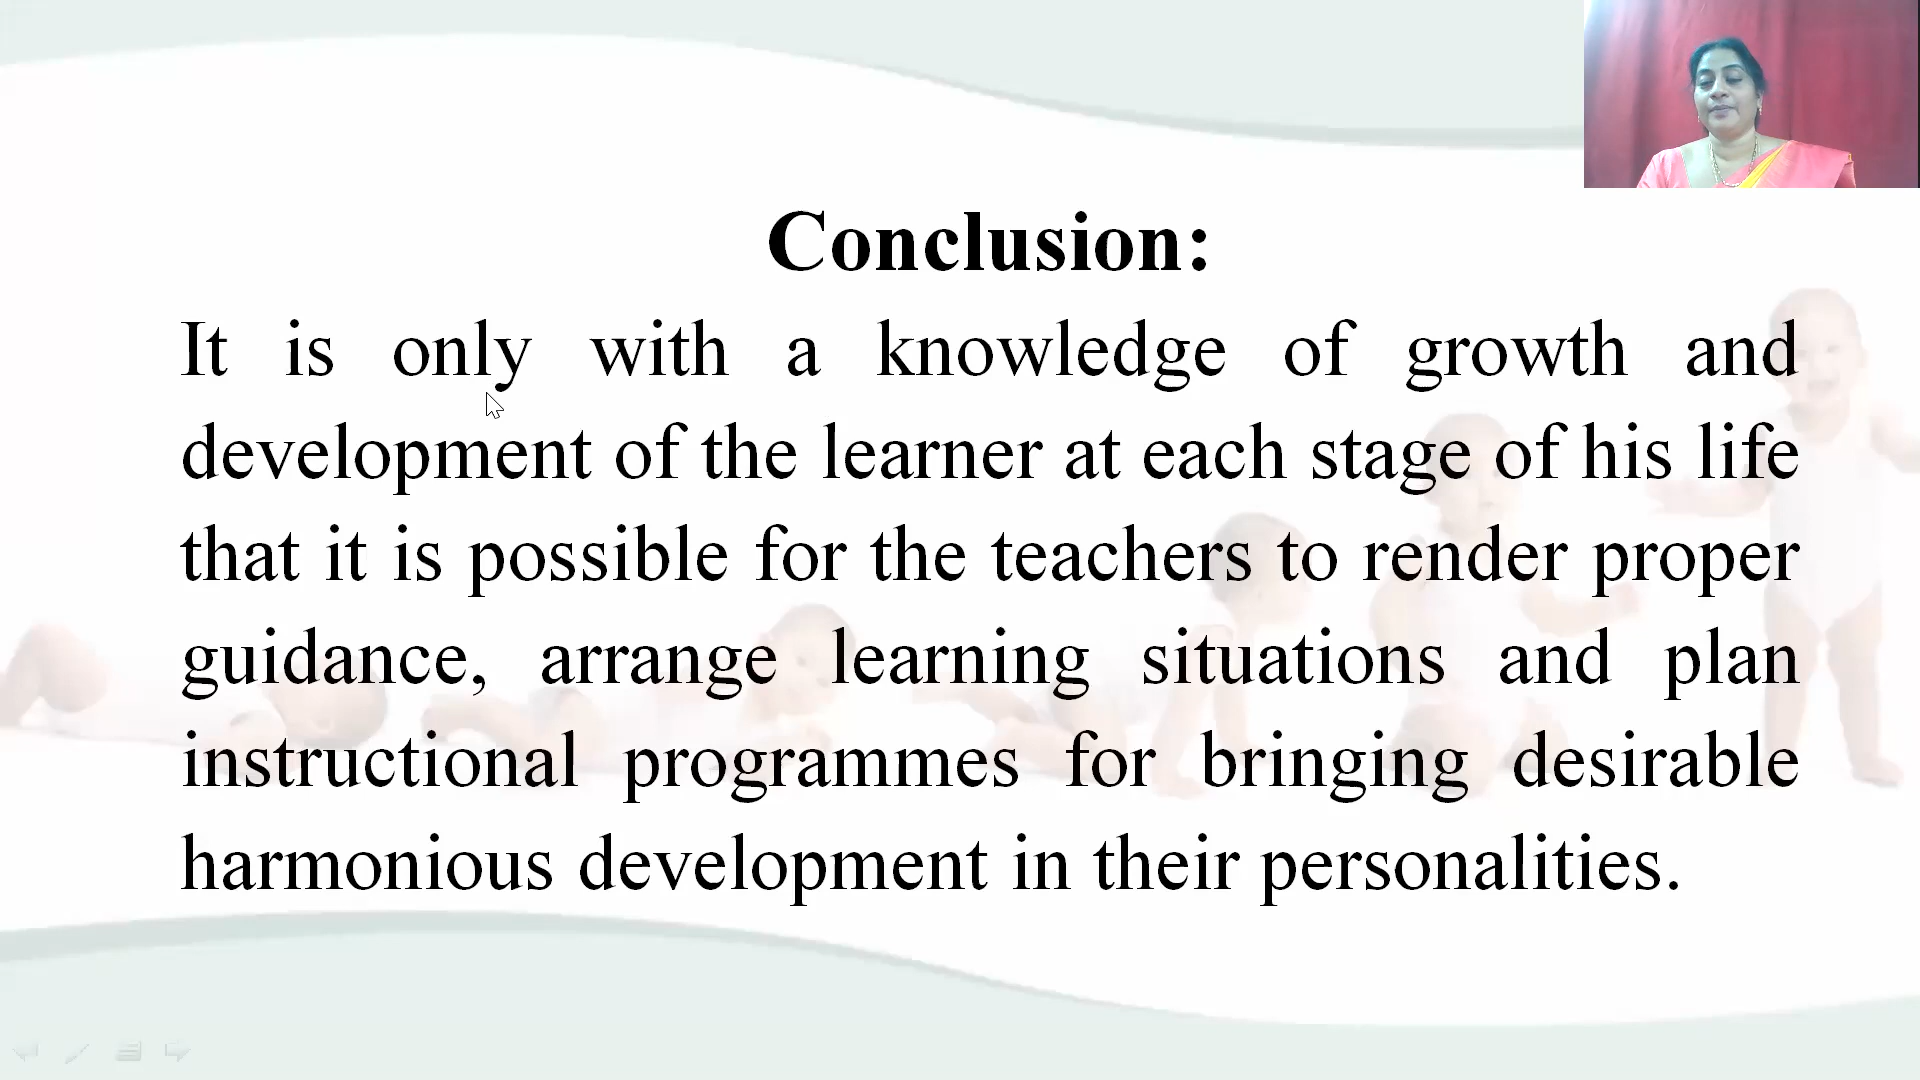 Conclusion:
It is only with a knowledge of growth and
development of the learner at each stage of his life
that it is possible for the teachers to render proper
guidance, arrange learning situations and plan
instructional programmes for bringing desirable
harmonious development in their personalities.